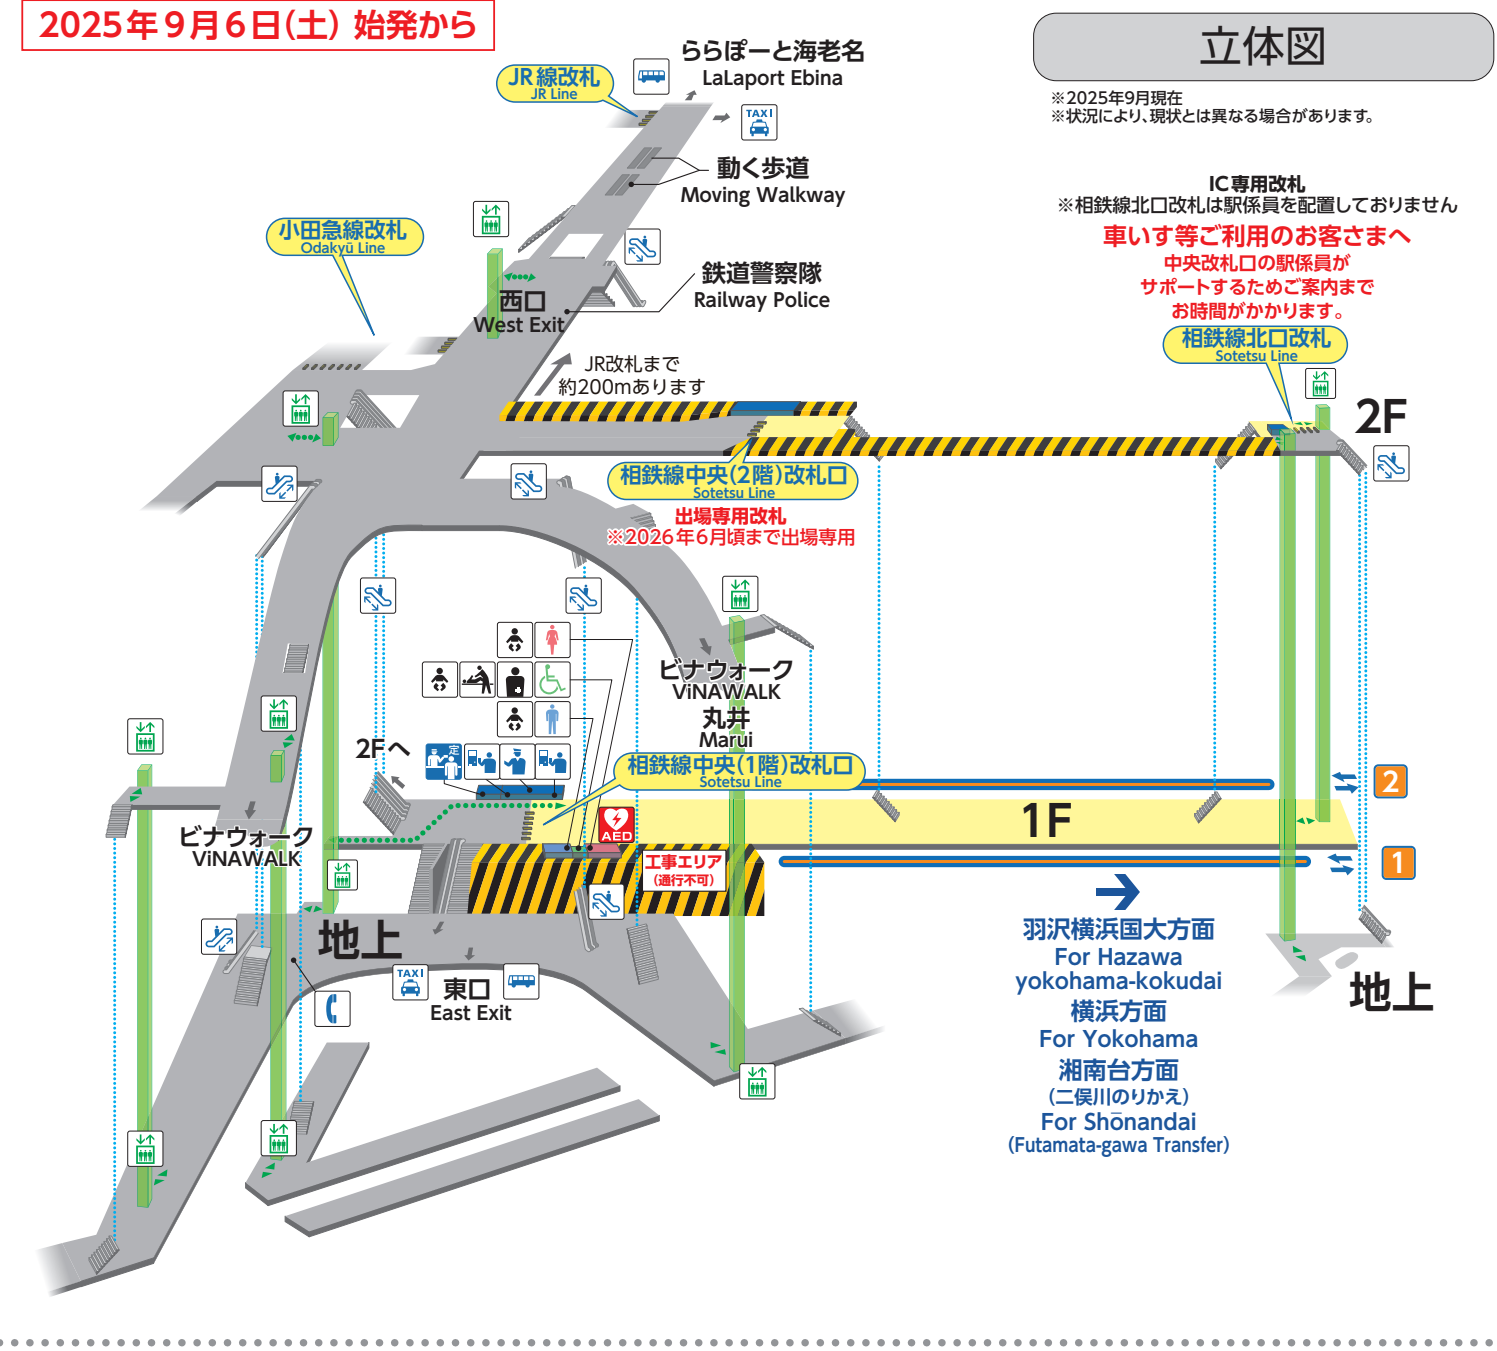 2025年9月6日(土) 始発から
立体図
※2025年9月現在
※状況により、現状とは異なる場合があります。
ららぽーと海老名
LaLaport Ebina
JR線改札
JR Line
TAXI
動く歩道
Moving Walkway
小田急線改札
Odakyū Line
鉄道警察隊
Railway Police
西口
West Exit
JR改札まで
約200mあります
IC専用改札
※相鉄線北口改札は駅係員を配置しておりません
車いす等ご利用のお客さまへ
中央改札口の駅係員が
サポートするためご案内まで
お時間がかかります。
相鉄線北口改札
Sotetsu Line
2F
相鉄線中央(2階)改札口
Sotetsu Line
出場専用改札
※2026年6月頃まで出場専用
ビナウォーク
ViNAWALK
丸井
Marui
2Fへ
定
相鉄線中央(1階)改札口
Sotetsu Line
1F
2
AED
工事エリア
(通行不可)
1
ビナウォーク
ViNAWALK
地上
TAXI
東口
East Exit
羽沢横浜国大方面
For Hazawa
yokohama-kokudai
横浜方面
For Yokohama
湘南台方面
(二俣川のりかえ)
For Shōnandai
(Futamata-gawa Transfer)
地上